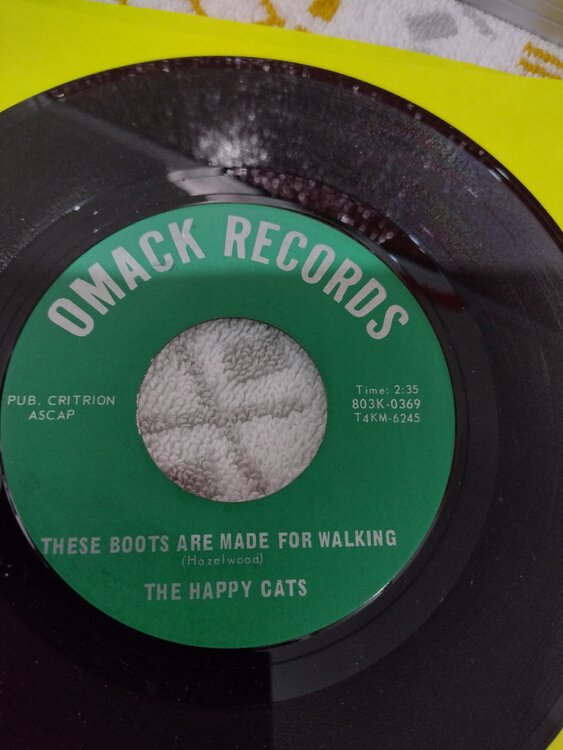 OMACK RECORDS
PUB. CRITRION
ASCAP
Time: 2:35
803K-0369
T4KM-6245
THESE BOOTS ARE MADE FOR WALKING
(Hazelwood)
THE HAPPY CATS